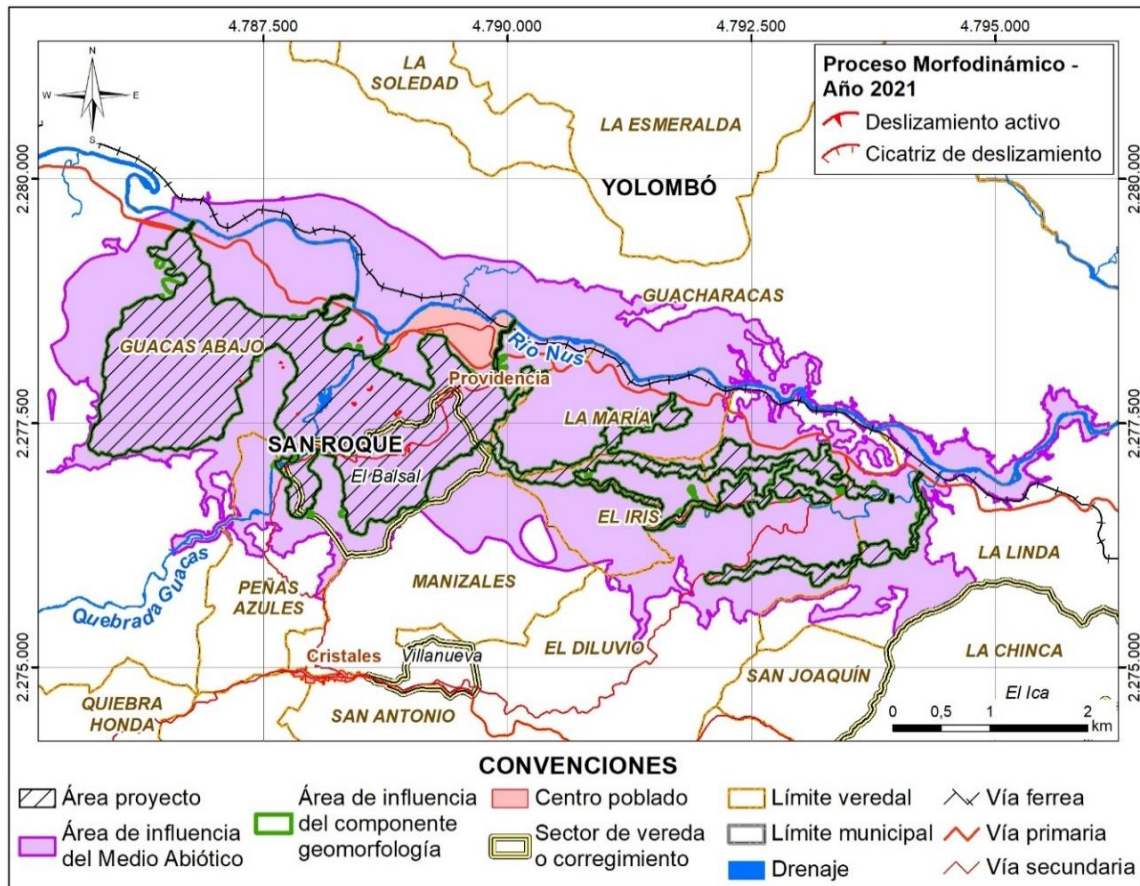 4.787.500
4.790.000
4.792.500
4.795.000
N
W
E
S
Proceso Morfodinámico -
Año 2021
Deslizamiento activo
Cicatriz de deslizamiento
LA
SOLEDAD
LA ESMERALDA
YOLOMBÓ
2.280.000
2.280.000
GUACHARACAS
GUACAS ABAJO
Río Nus
Providencia
LA MARÍA
2.277.500
2.277.500
SAN ROQUE
El Balsal
EL IRIS
LA LINDA
Quebrada Guacas
PEÑAS
AZULES
MANIZALES
EL DILUVIO
LA CHINCA
Cristales
Villanueva
SAN JOAQUÍN
2.275.000
2.275.000
QUIEBRA
HONDA
SAN ANTONIO
El Ica
0 0,5 1 2
km
CONVENCIONES
Área proyecto
Área de influencia
del Medio Abiótico
Área de influencia
del componente
geomorfología
Centro poblado
Sector de vereda
o corregimiento
Límite veredal
Límite municipal
Drenaje
Vía ferrea
Vía primaria
Vía secundaria